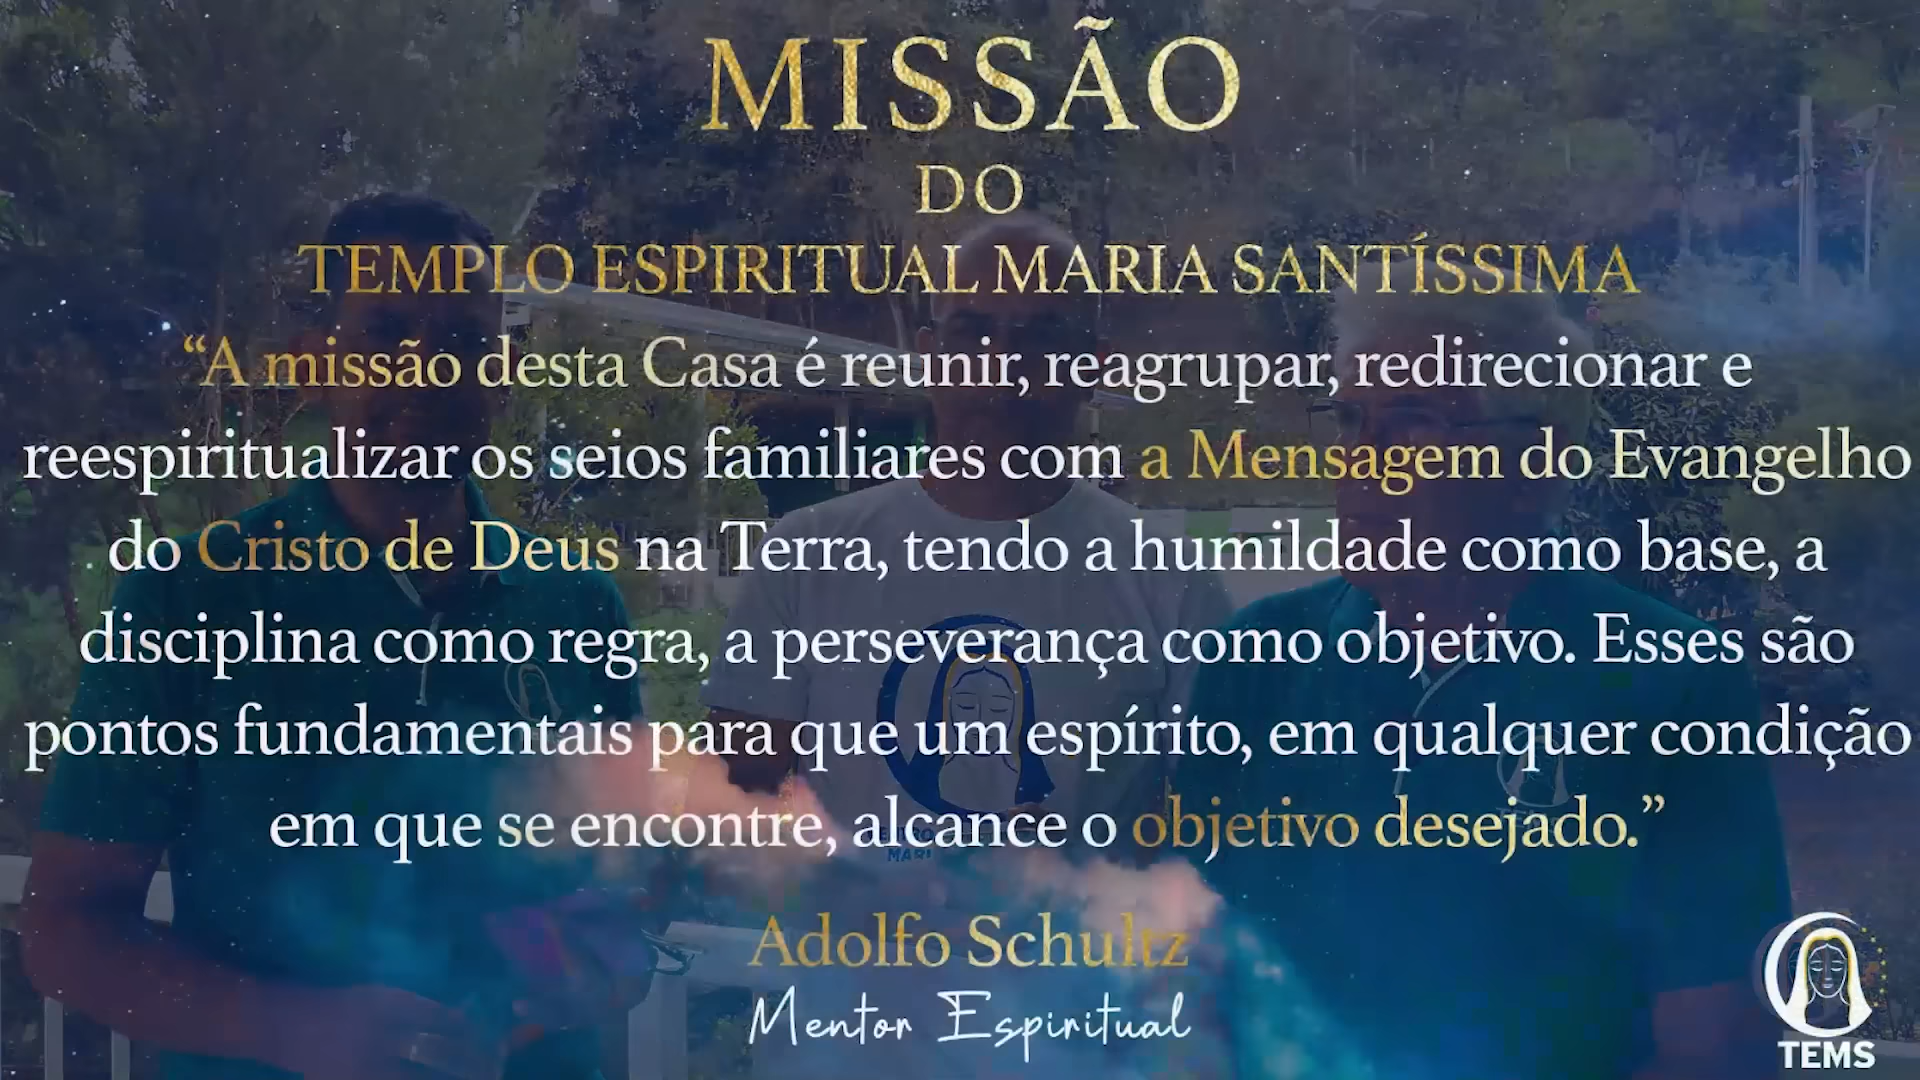 MISSÃO
DO
TEMPLO ESPIRITUAL MARIA SANTÍSSIMA
“A missão desta Casa é reunir, reagrupar, redirecionar e
reespiritualizar os seios familiares com a Mensagem do Evangelho
do Cristo de Deus na Terra, tendo a humildade como base, a
disciplina como regra, a perseverança como objetivo. Esses são
pontos fundamentais para que um espírito, em qualquer condição
em que se encontre, alcance o objetivo desejado.”
Adolfo Schultz
Mentor Espiritual
TEMS